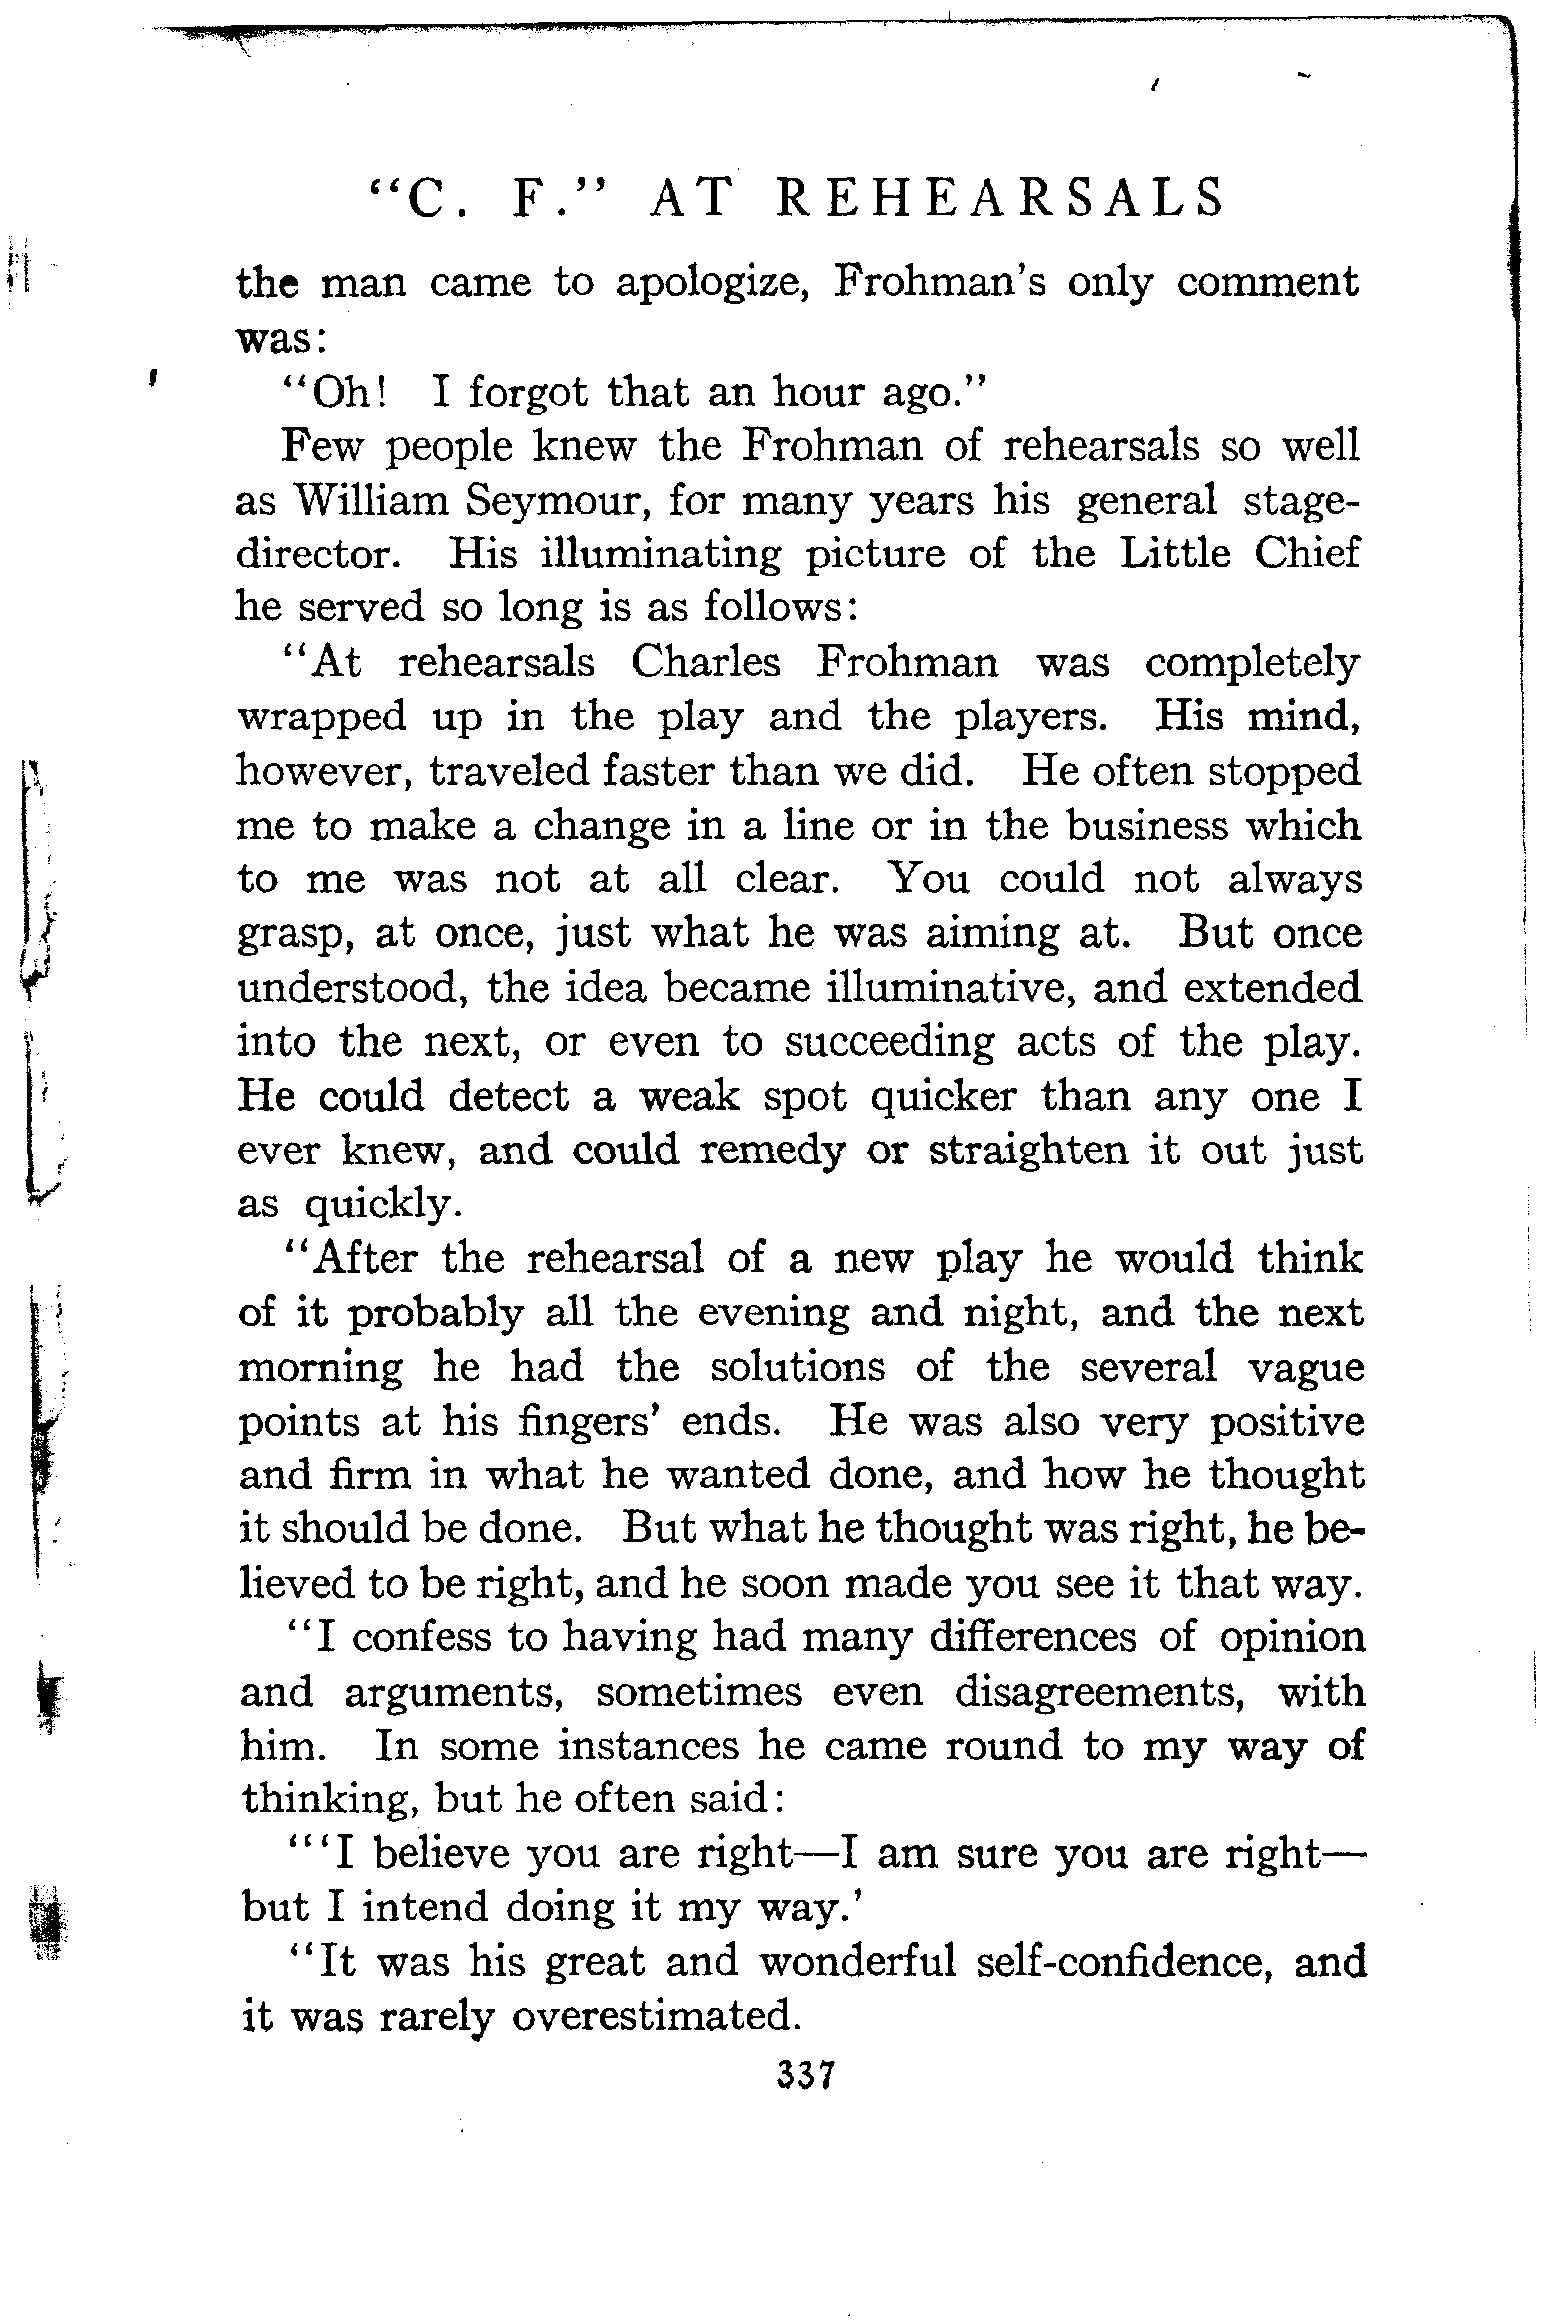 "C. F." AT REHEARSALS
the man came to apologize, Frohman's only comment
was:
"Oh! I forgot that an hour ago."
Few people knew the Frohman of rehearsals so well
as William Seymour, for many years his general stage-
director. His illuminating picture of the Little Chief
he served so long is as follows:
"At rehearsals Charles Frohman was completely
wrapped up in the play and the players. His mind,
however, traveled faster than we did. He often stopped
me to make a change in a line or in the business which
to me was not at all clear. You could not always
grasp, at once, just what he was aiming at. But once
understood, the idea became illuminative, and extended
into the next, or even to succeeding acts of the play.
He could detect a weak spot quicker than any one I
ever knew, and could remedy or straighten it out just
as quickly.
"After the rehearsal of a new play he would think
of it probably all the evening and night, and the next
morning he had the solutions of the several vague
points at his fingers' ends. He was also very positive
and firm in what he wanted done, and how he thought
it should be done. But what he thought was right, he be-
lieved to be right, and he soon made you see it that way.
"I confess to having had many differences of opinion
and arguments, sometimes even disagreements, with
him. In some instances he came round to my way of
thinking, but he often said:
"'I believe you are right—I am sure you are right—
but I intend doing it my way.'
"It was his great and wonderful self-confidence, and
it was rarely overestimated.
337